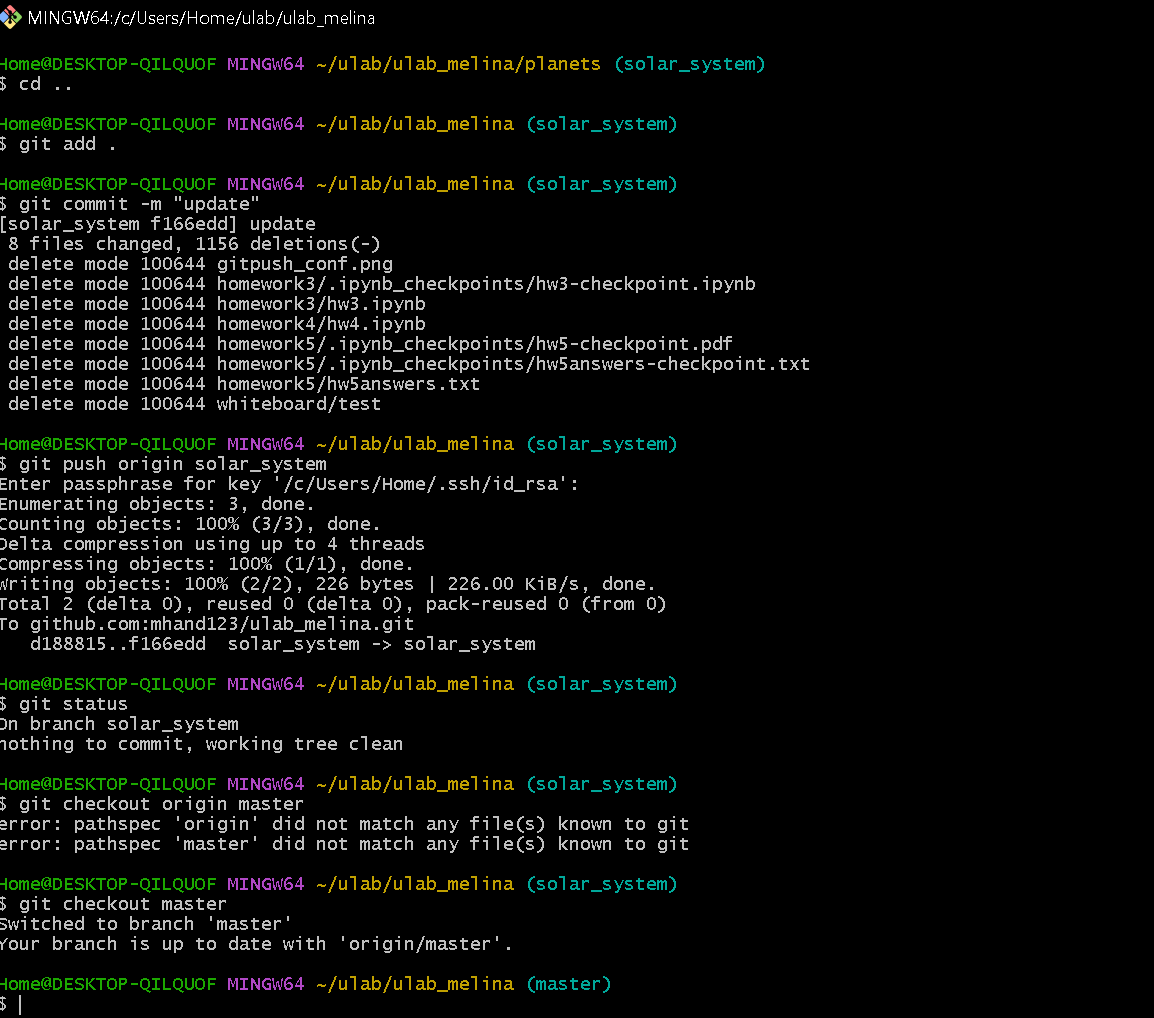 MINGW64:/c/Users/Home/ulab/ulab_melina
Home@DESKTOP-QILQUOF MINGW64 ~/ulab/ulab_melina/planets (solar_system)
$ cd ..
Home@DESKTOP-QILQUOF MINGW64 ~/ulab/ulab_melina (solar_system)
$ git add .
Home@DESKTOP-QILQUOF MINGW64 ~/ulab/ulab_melina (solar_system)
$ git commit -m "update"
[solar_system f166edd] update
 8 files changed, 1156 deletions(-)
 delete mode 100644 gitpush_conf.png
 delete mode 100644 homework3/.ipynb_checkpoints/hw3-checkpoint.ipynb
 delete mode 100644 homework3/hw3.ipynb
 delete mode 100644 homework4/hw4.ipynb
 delete mode 100644 homework5/.ipynb_checkpoints/hw5-checkpoint.pdf
 delete mode 100644 homework5/.ipynb_checkpoints/hw5answers-checkpoint.txt
 delete mode 100644 homework5/hw5answers.txt
 delete mode 100644 whiteboard/test
Home@DESKTOP-QILQUOF MINGW64 ~/ulab/ulab_melina (solar_system)
$ git push origin solar_system
Enter passphrase for key '/c/Users/Home/.ssh/id_rsa':
Enumerating objects: 3, done.
Counting objects: 100% (3/3), done.
Delta compression using up to 4 threads
Compressing objects: 100% (1/1), done.
Writing objects: 100% (2/2), 226 bytes | 226.00 KiB/s, done.
Total 2 (delta 0), reused 0 (delta 0), pack-reused 0 (from 0)
To github.com:mhand123/ulab_melina.git
   d188815..f166edd  solar_system -> solar_system
Home@DESKTOP-QILQUOF MINGW64 ~/ulab/ulab_melina (solar_system)
$ git status
On branch solar_system
nothing to commit, working tree clean
Home@DESKTOP-QILQUOF MINGW64 ~/ulab/ulab_melina (solar_system)
$ git checkout origin master
error: pathspec 'origin' did not match any file(s) known to git
error: pathspec 'master' did not match any file(s) known to git
Home@DESKTOP-QILQUOF MINGW64 ~/ulab/ulab_melina (solar_system)
$ git checkout master
Switched to branch 'master'
Your branch is up to date with 'origin/master'.
Home@DESKTOP-QILQUOF MINGW64 ~/ulab/ulab_melina (master)
$